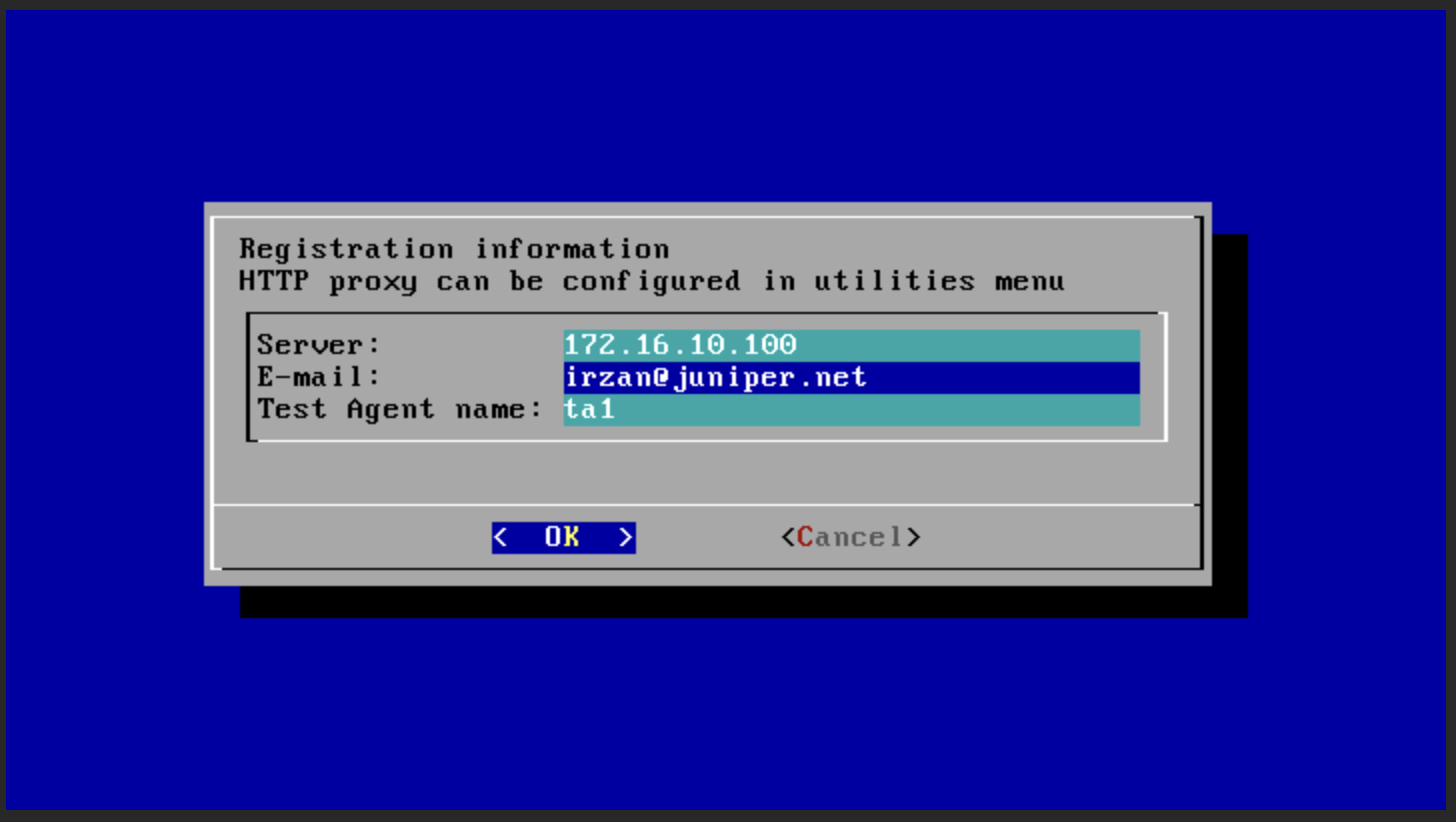 Registration information
HTTP proxy can be configured in utilities menu
Server: 172.16.10.100
E-mail: irzan@juniper.net
Test Agent name: ta1
< OK > <Cancel>